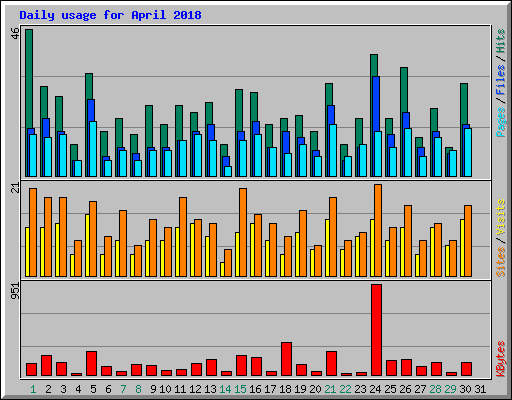 Daily usage for April 2018
46
Pages / Files / Hits
21
Sites / Visits
951
KBytes
1 2 3 4 5 6 7 8 9 10 11 12 13 14 15 16 17 18 19 20 21 22 23 24 25 26 27 28 29 30 31